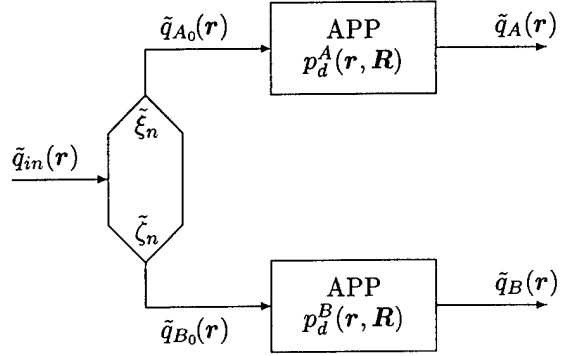 q̃_{A_0}(r)
APP
p_d^A(r, R)
q̃_A(r)
ξ̃_n
q̃_{in}(r)
ζ̃_n
q̃_{B_0}(r)
APP
p_d^B(r, R)
q̃_B(r)